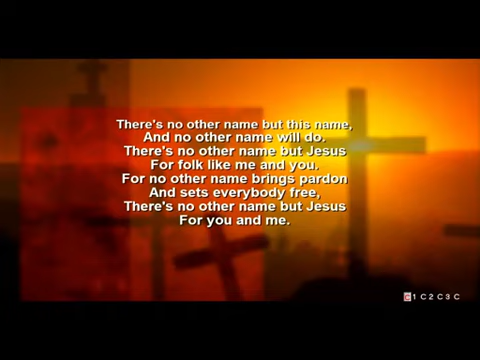 There's no other name but this name,
And no other name will do.
There's no other name but Jesus
For folk like me and you.
For no other name brings pardon
And sets everybody free,
There's no other name but Jesus
For you and me.
C 1 C 2 C 3 C